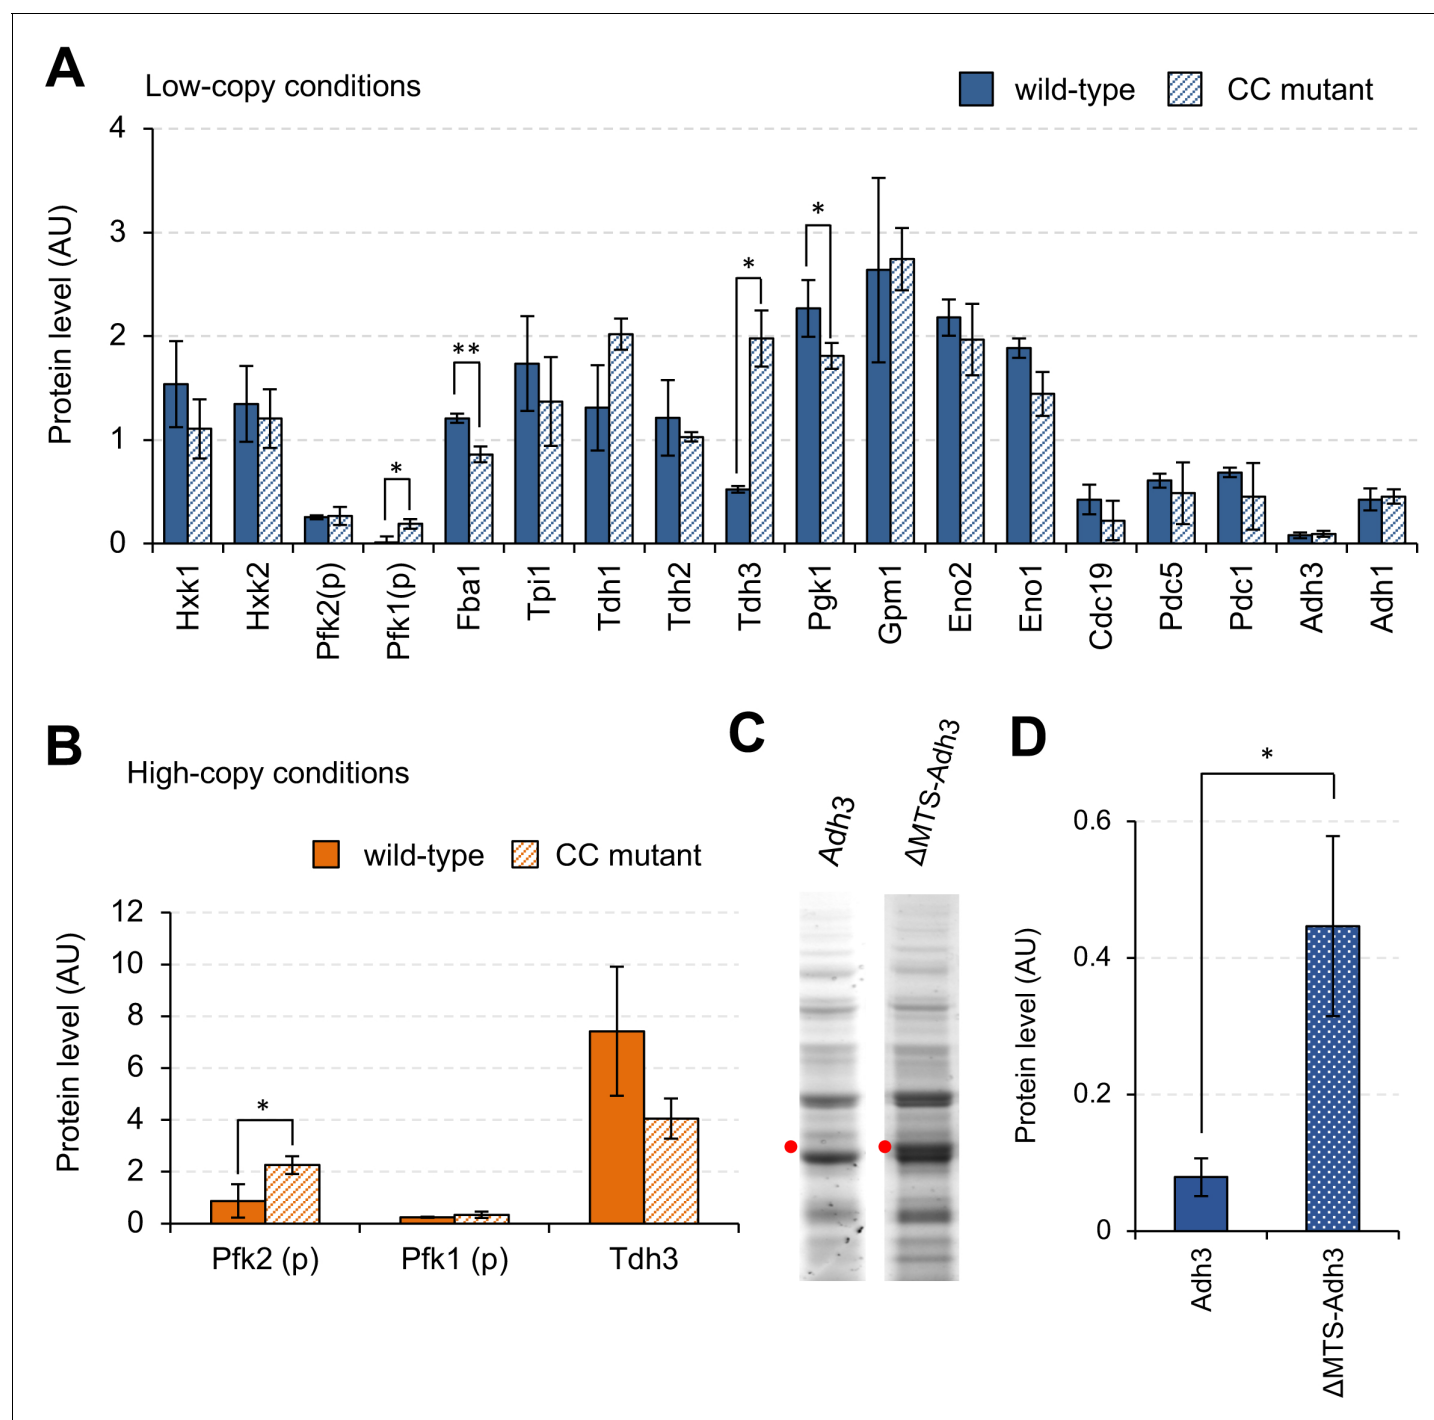 A
Low-copy conditions
wild-type
CC mutant
Protein level (AU)
4
3
2
1
0
*
**
*
*
Hxk1
Hxk2
Pfk2(p)
Pfk1(p)
Fba1
Tpi1
Tdh1
Tdh2
Tdh3
Pgk1
Gpm1
Eno2
Eno1
Cdc19
Pdc5
Pdc1
Adh3
Adh1
B
High-copy conditions
wild-type
CC mutant
Protein level (AU)
12
10
8
6
4
2
0
*
Pfk2 (p)
Pfk1 (p)
Tdh3
C
Adh3
ΔMTS-Adh3
D
*
Protein level (AU)
0.6
0.4
0.2
0
Adh3
ΔMTS-Adh3